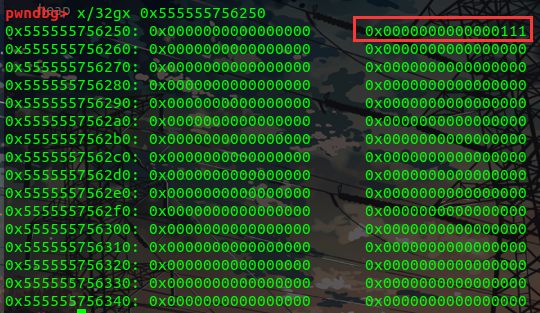 heap
pwndbg> x/32gx 0x555555756250
0x555555756250: 0x0000000000000000 0x0000000000000111
0x555555756260: 0x0000000000000000 0x0000000000000000
0x555555756270: 0x0000000000000000 0x0000000000000000
0x555555756280: 0x0000000000000000 0x0000000000000000
0x555555756290: 0x0000000000000000 0x0000000000000000
0x5555557562a0: 0x0000000000000000 0x0000000000000000
0x5555557562b0: 0x0000000000000000 0x0000000000000000
0x5555557562c0: 0x0000000000000000 0x0000000000000000
0x5555557562d0: 0x0000000000000000 0x0000000000000000
0x5555557562e0: 0x0000000000000000 0x0000000000000000
0x5555557562f0: 0x0000000000000000 0x0000000000000000
0x555555756300: 0x0000000000000000 0x0000000000000000
0x555555756310: 0x0000000000000000 0x0000000000000000
0x555555756320: 0x0000000000000000 0x0000000000000000
0x555555756330: 0x0000000000000000 0x0000000000000000
0x555555756340: 0x0000000000000000 0x0000000000000000